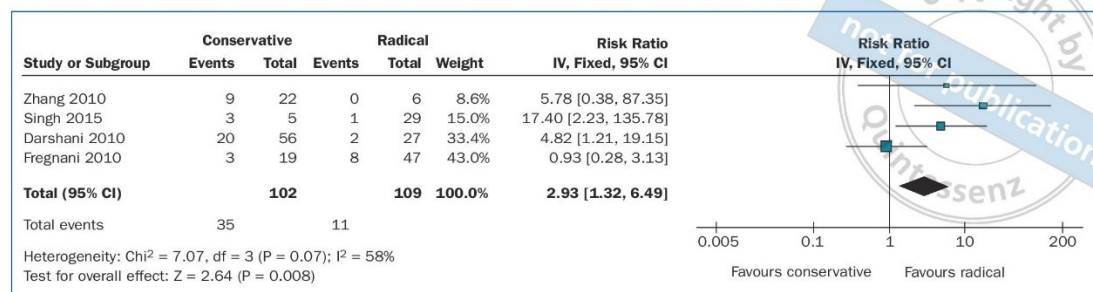 Conservative Radical Risk Ratio Risk Ratio
Study or Subgroup Events Total Events Total Weight IV, Fixed, 95% CI IV, Fixed, 95% CI
Zhang 2010 9 22 0 6 8.6% 5.78 [0.38, 87.35]
Singh 2015 3 5 1 29 15.0% 17.40 [2.23, 135.78]
Darshani 2010 20 56 2 27 33.4% 4.82 [1.21, 19.15]
Fregnani 2010 3 19 8 47 43.0% 0.93 [0.28, 3.13]
Total (95% CI) 102 109 100.0% 2.93 [1.32, 6.49]
Total events 35 11
Heterogeneity: Chi² = 7.07, df = 3 (P = 0.07); I² = 58%
Test for overall effect: Z = 2.64 (P = 0.008)
0.005 0.1 1 10 200
Favours conservative Favours radical
by
not for publication
Quintessenz